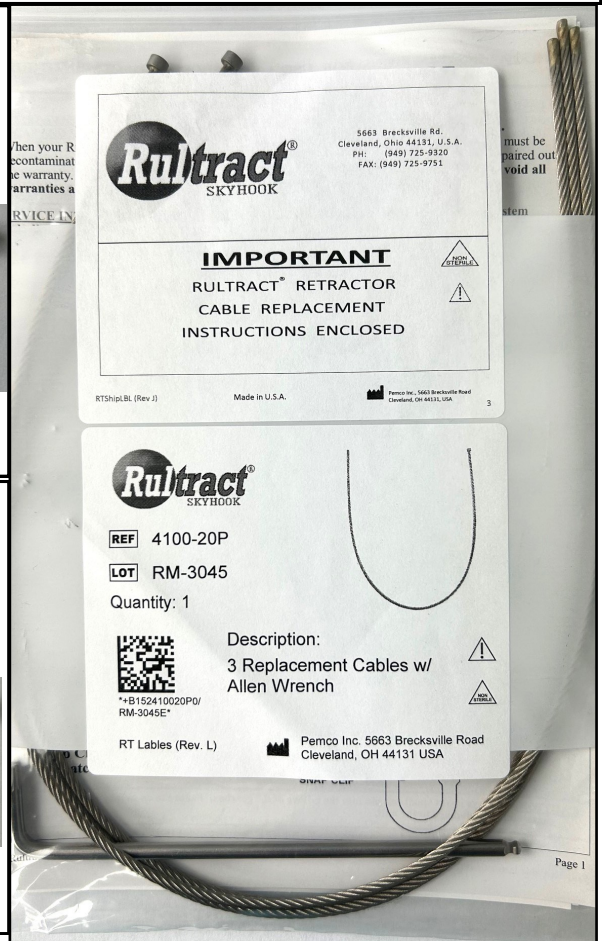 When your R
must be
econtaminat
paired out
he warranty.
void all
arranties a
RVICE IN
stem
Rultract®
SKYHOOK
5663 Brecksville Rd.
Cleveland, Ohio 44131, U.S.A.
PH: (949) 725-9320
FAX: (949) 725-9751
IMPORTANT
RULTRACT® RETRACTOR
CABLE REPLACEMENT
INSTRUCTIONS ENCLOSED
NON
STERILE
RTShipLBL (Rev J)
Made in U.S.A.
Pemco Inc., 5663 Brecksville Road
Cleveland, OH 44131, USA
3
Rultract®
SKYHOOK
REF 4100-20P
LOT RM-3045
Quantity: 1
Description:
3 Replacement Cables w/
Allen Wrench
*+B152410020P0/
RM-3045E*
NON
STERILE
RT Lables (Rev. L)
Pemco Inc. 5663 Brecksville Road
Cleveland, OH 44131 USA
SNAP CLIP
Page 1